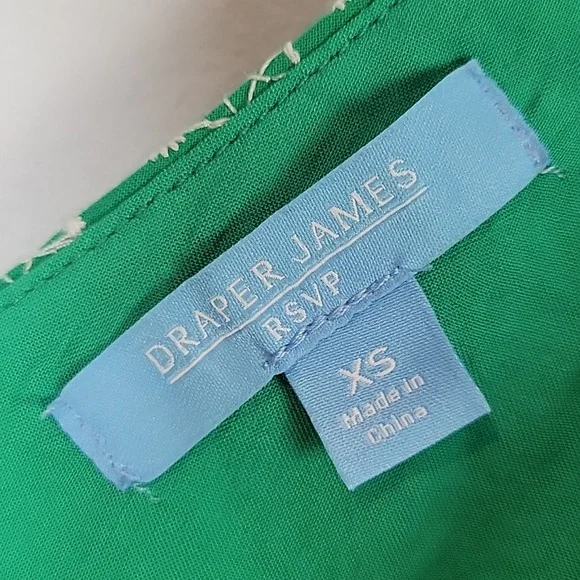 DRAPER JAMES
RSVP
XS
Made in
China